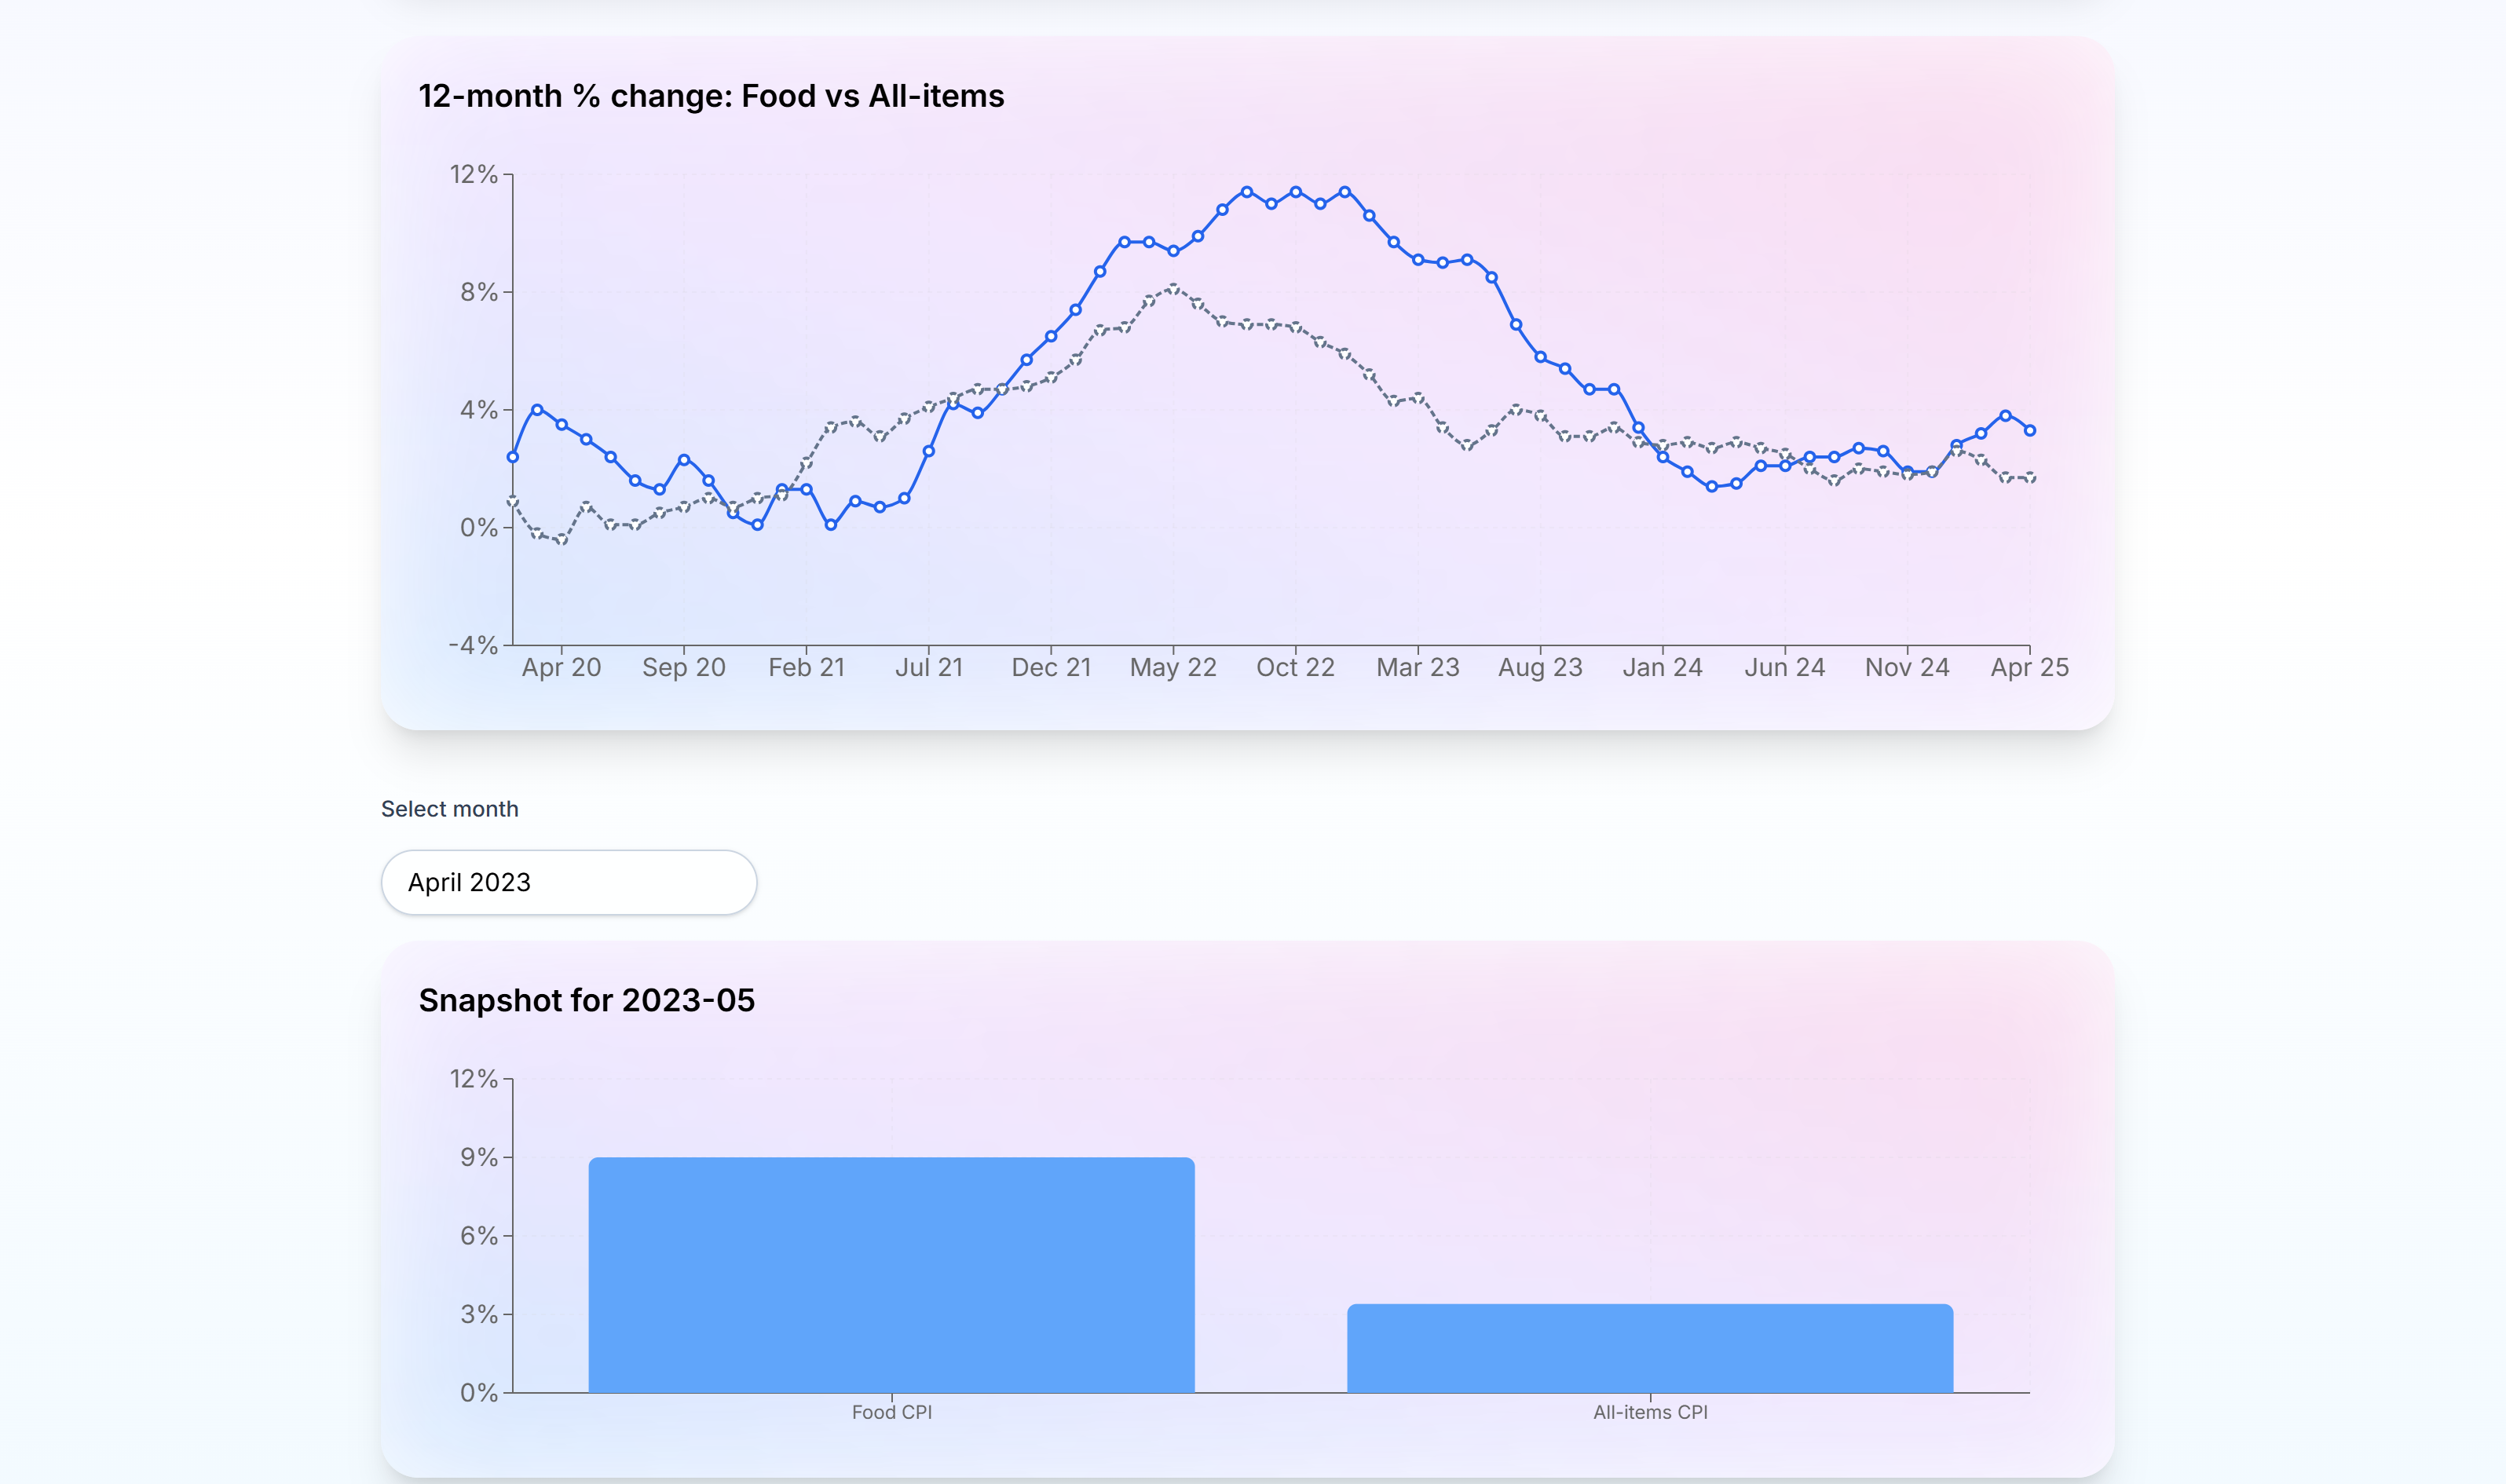 12-month % change: Food vs All-items
12%
8%
4%
0%
-4%
Apr 20 Sep 20 Feb 21 Jul 21 Dec 21 May 22 Oct 22 Mar 23 Aug 23 Jan 24 Jun 24 Nov 24 Apr 25
Select month
April 2023
Snapshot for 2023-05
12%
9%
6%
3%
0%
Food CPI All-items CPI